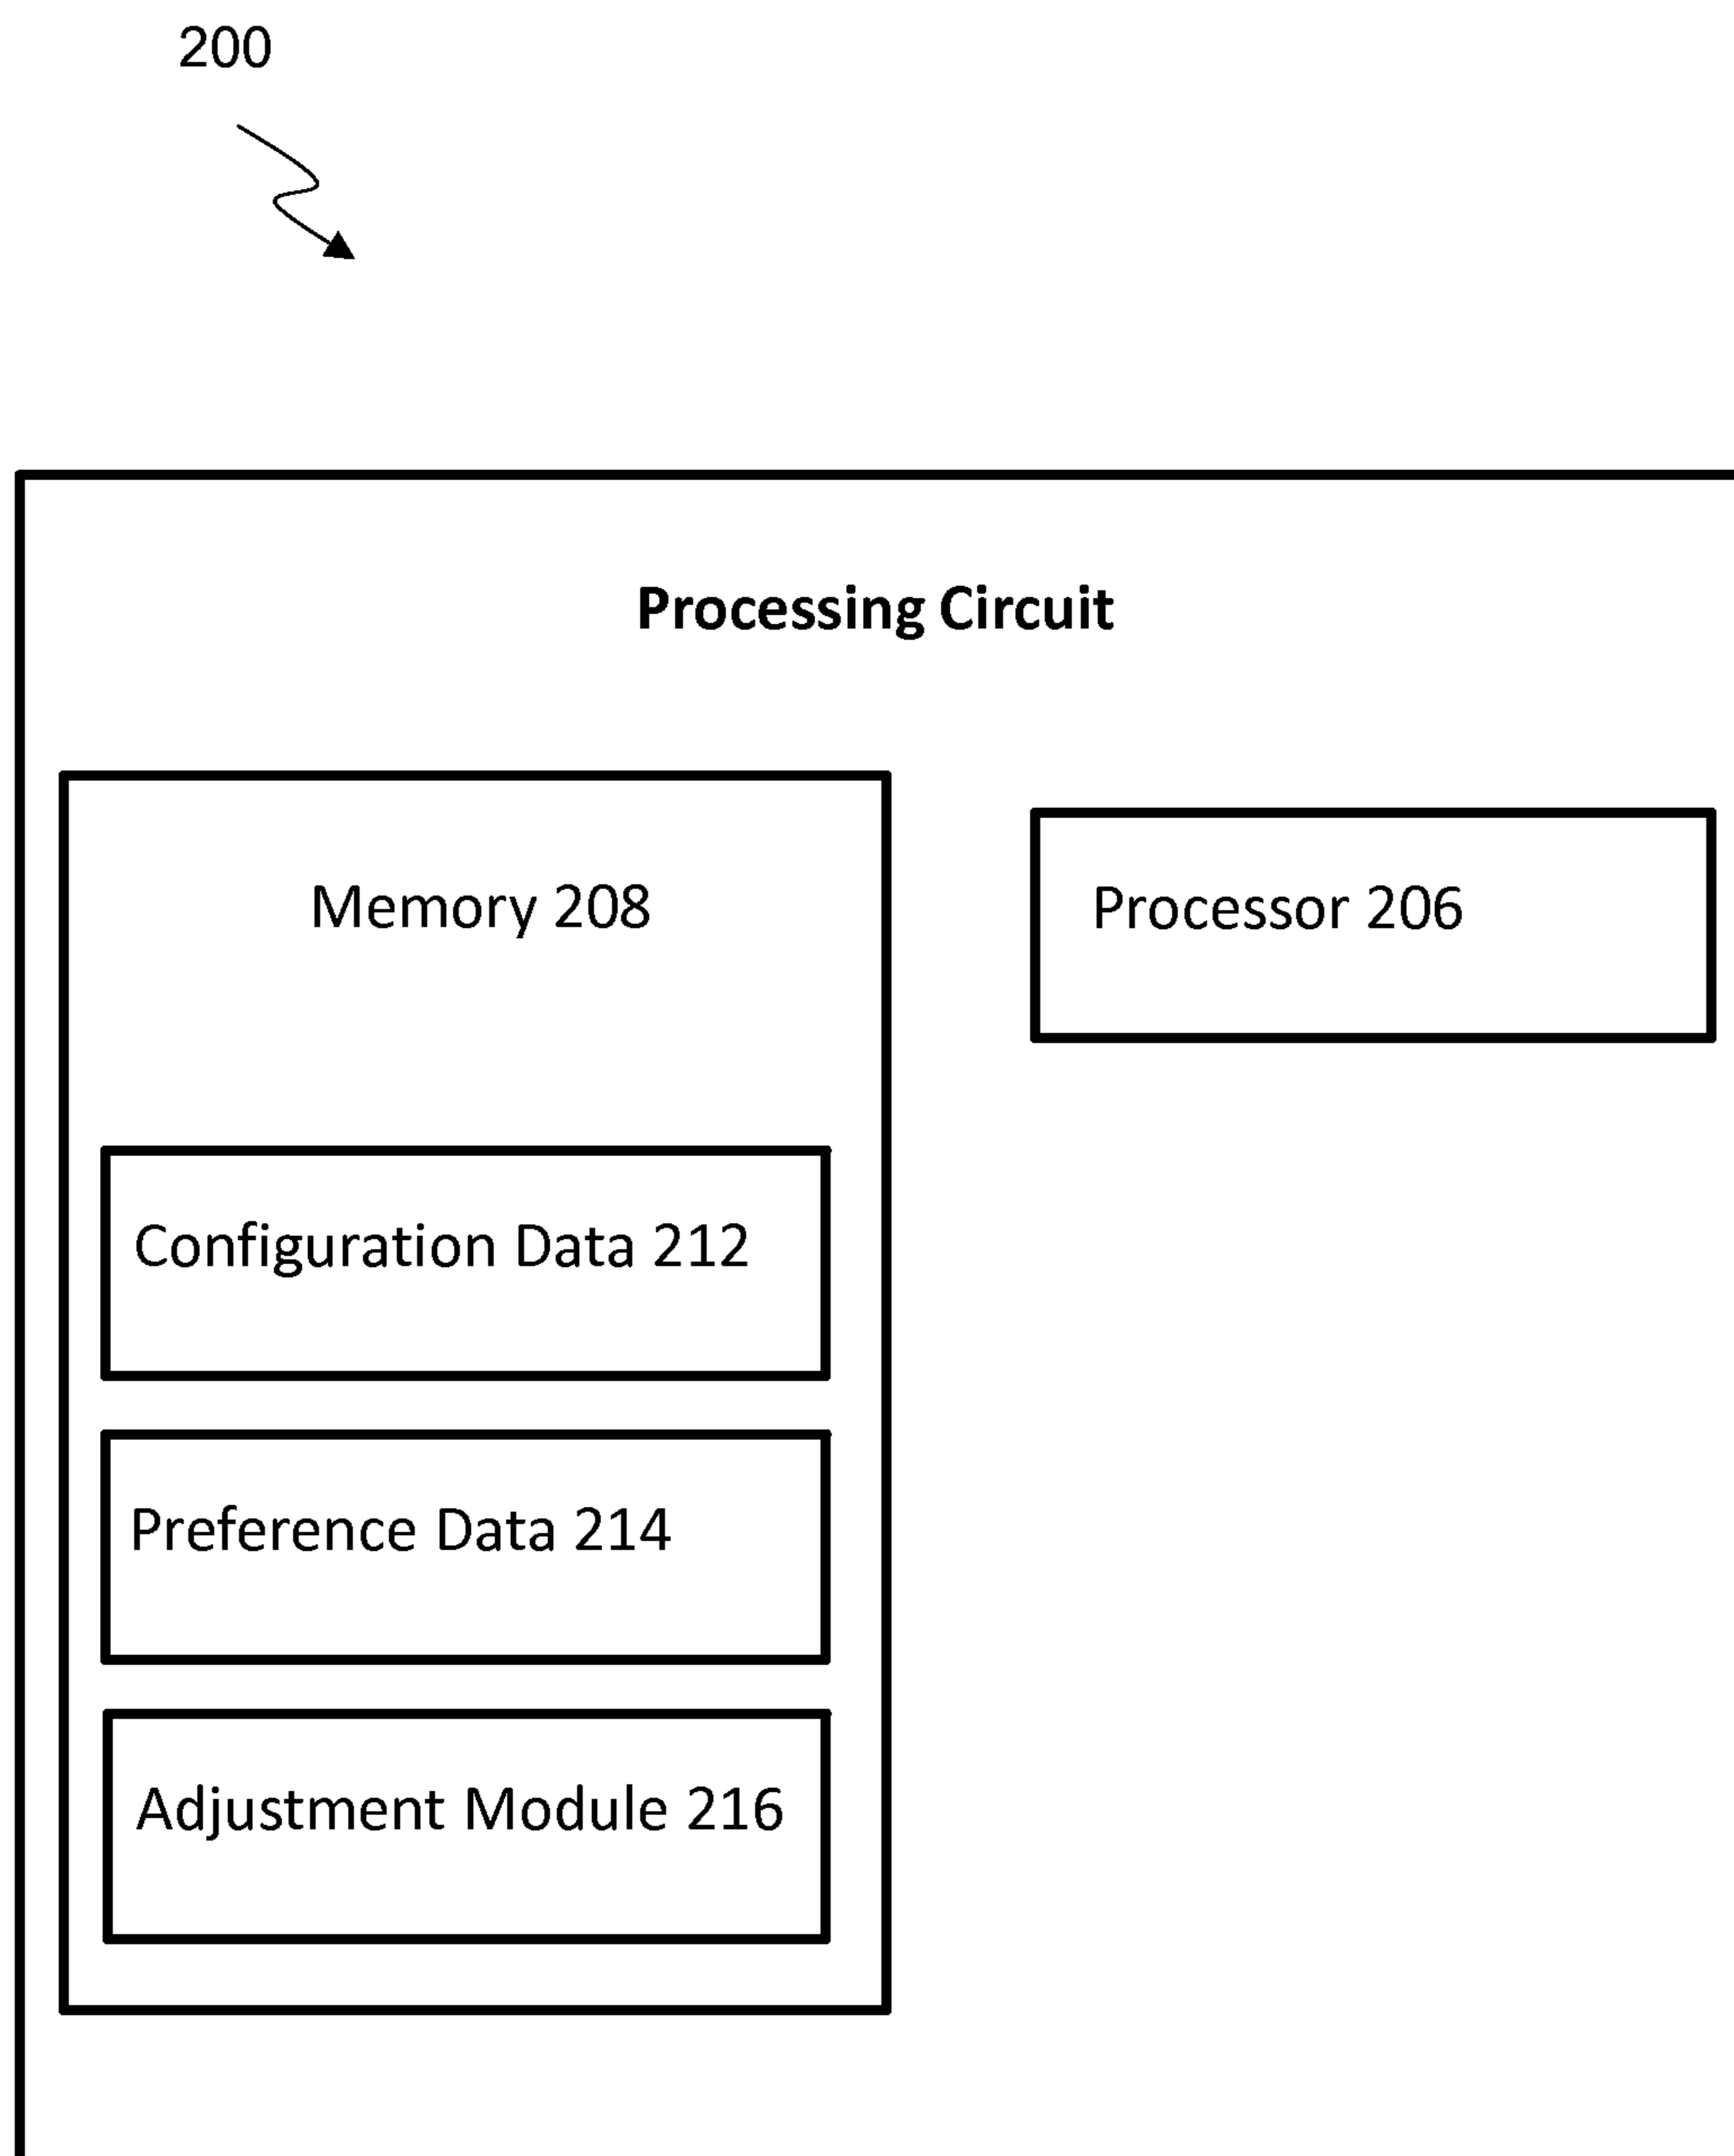 200
Processing Circuit
Memory 208
Processor 206
Configuration Data 212
Preference Data 214
Adjustment Module 216